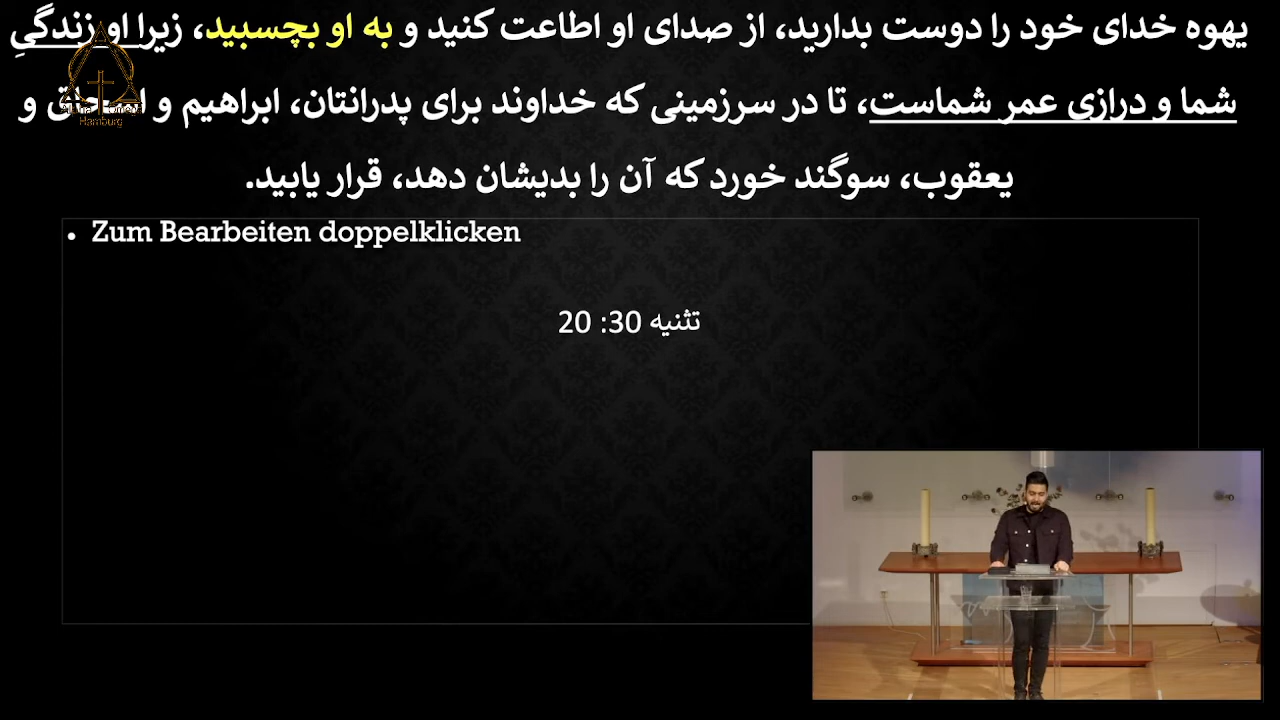 یهوه خدای خود را دوست بدارید، از صدای او اطاعت کنید و به او بچسبید، زیرا او زندگیِ
شما و درازی عمر شماست، تا در سرزمینی که خداوند برای پدرانتان، ابراهیم و اسحاق و
یعقوب، سوگند خورد که آن را بدیشان دهد، قرار یابید.
• Zum Bearbeiten doppelklicken
تثنیه 30: 20
Hamburg